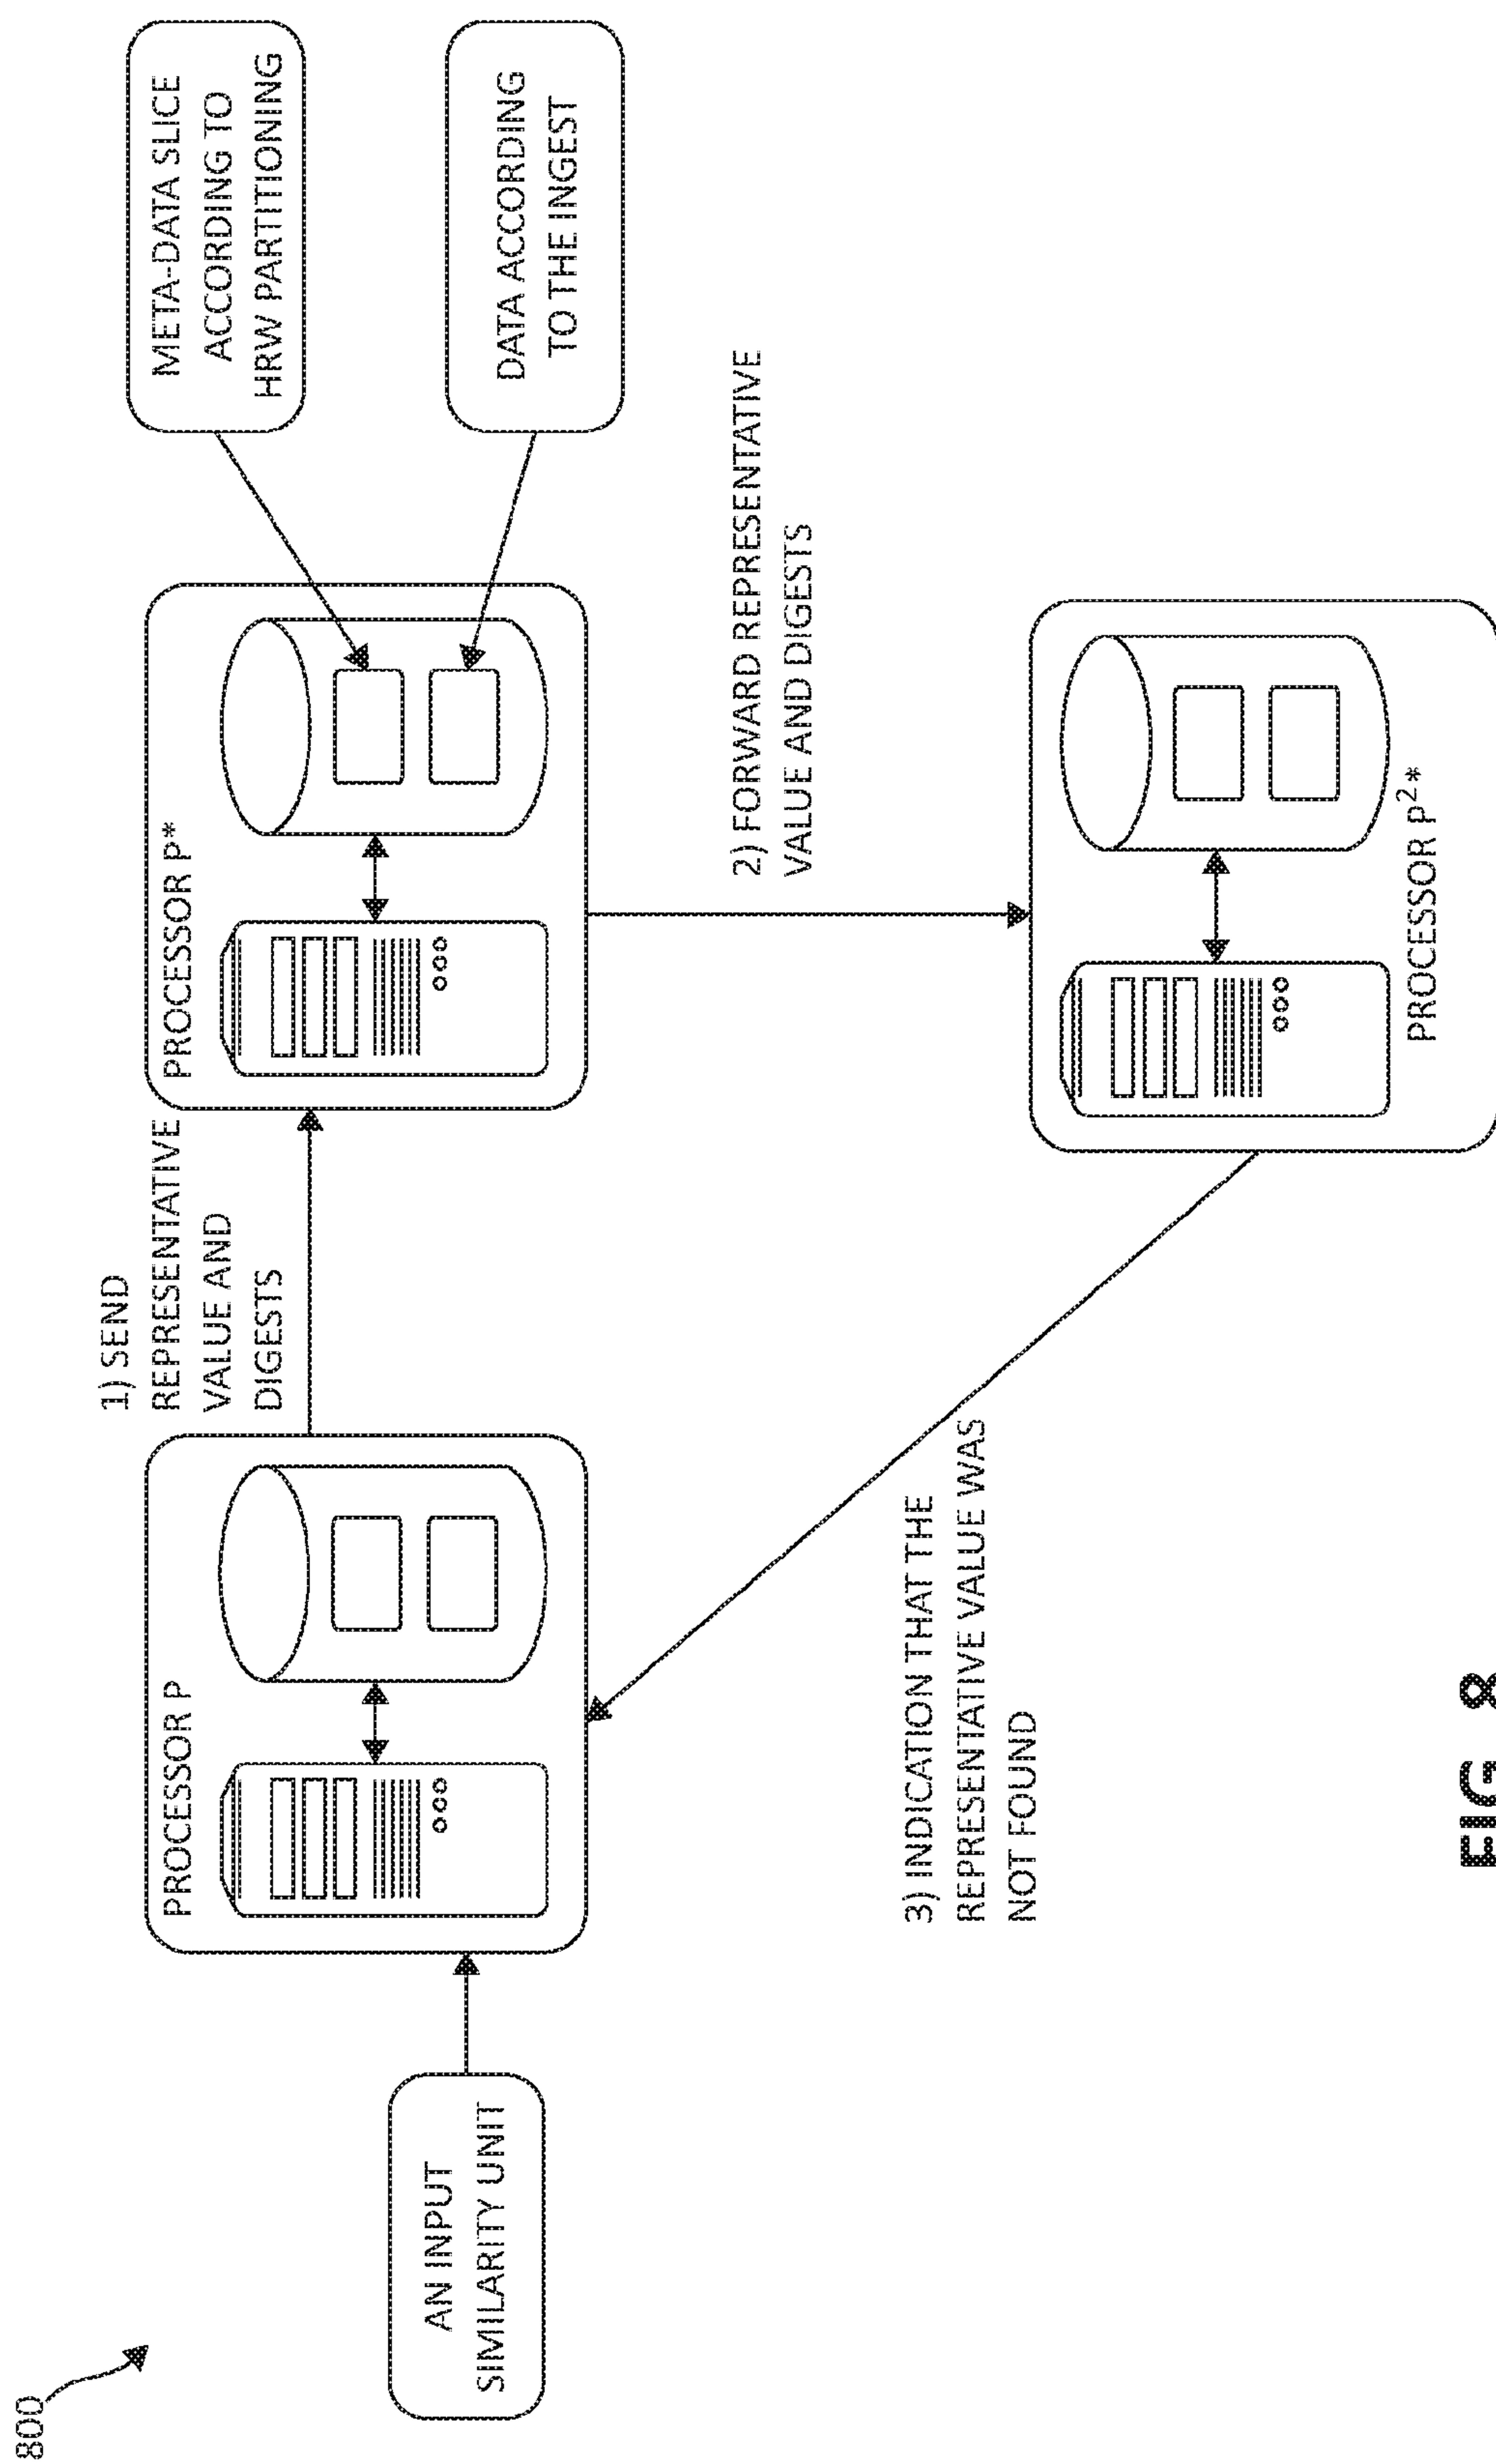 800
AN INPUT
SIMILARITY UNIT
PROCESSOR P
1) SEND
REPRESENTATIVE
VALUE AND
DIGESTS
PROCESSOR P*
META-DATA SLICE
ACCORDING TO
HRW PARTITIONING
DATA ACCORDING
TO THE INGEST
2) FORWARD REPRESENTATIVE
VALUE AND DIGESTS
3) INDICATION THAT THE
REPRESENTATIVE VALUE WAS
NOT FOUND
PROCESSOR P²*
FIG. 8